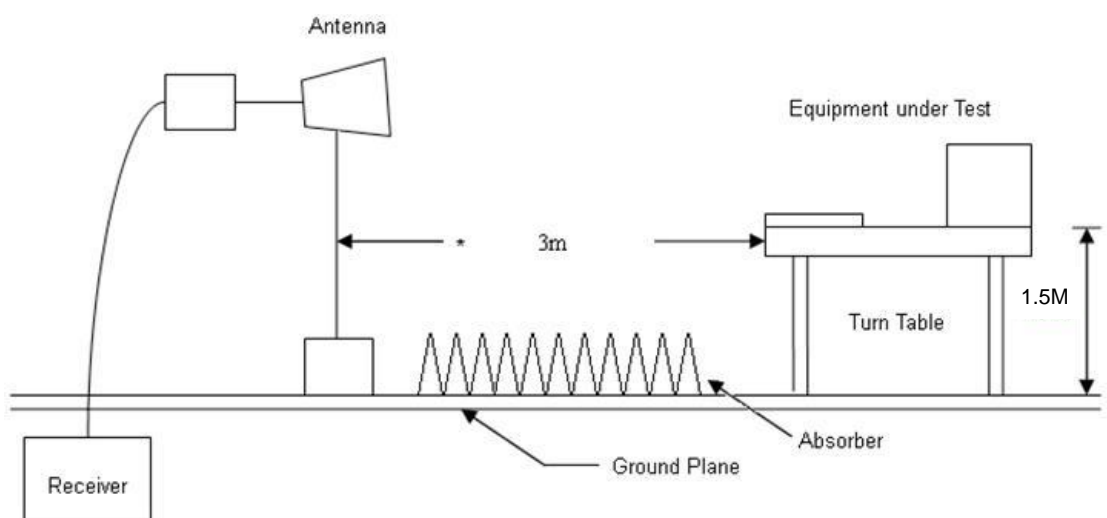 Antenna
Equipment under Test
* 3m
1.5M
Turn Table
Absorber
Ground Plane
Receiver